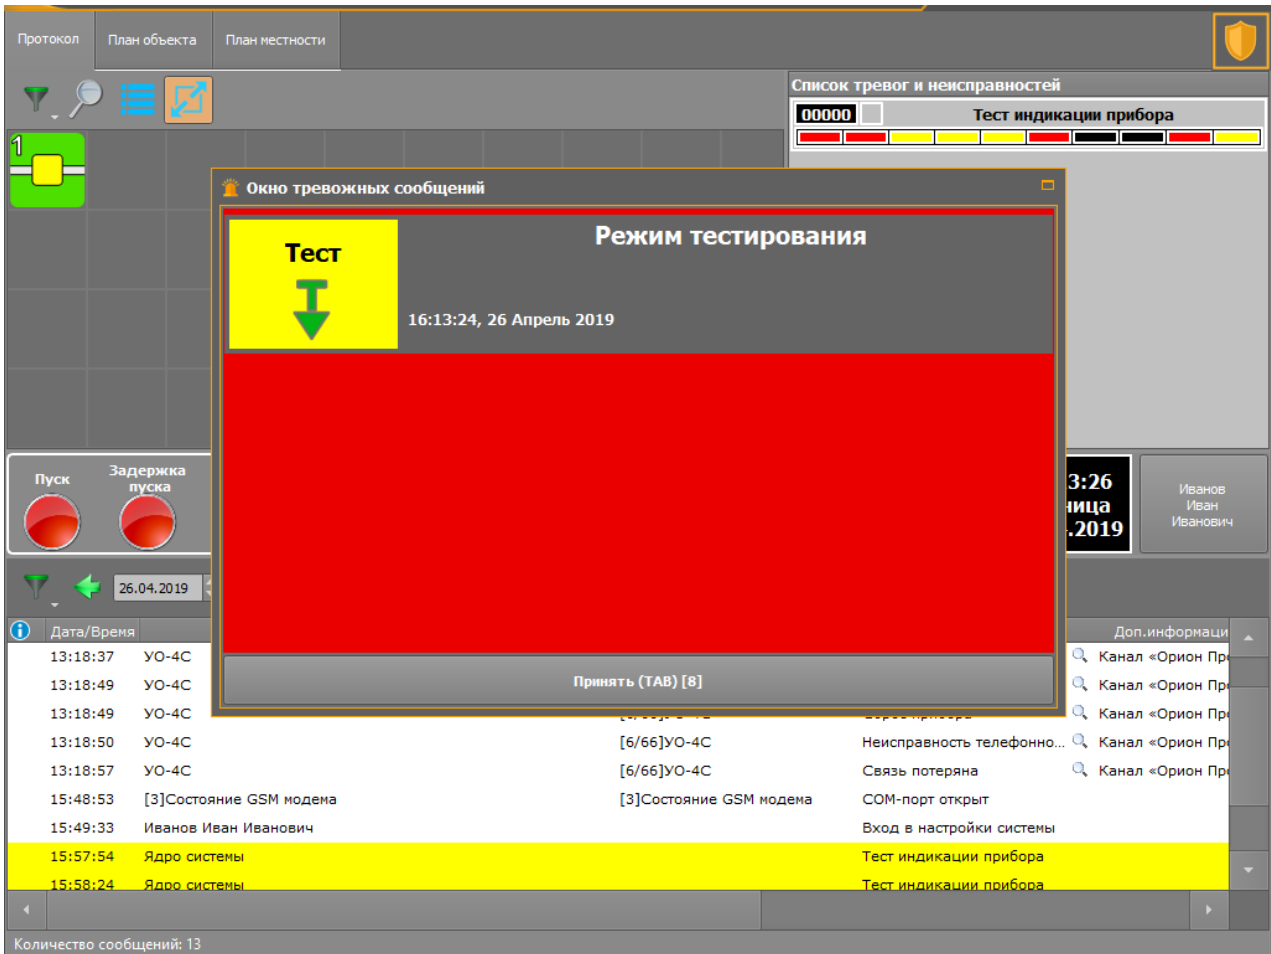 Протокол
План объекта
План местности
Список тревог и неисправностей
00000
Тест индикации прибора
1
Окно тревожных сообщений
Тест
Режим тестирования
16:13:24, 26 Апрель 2019
Принять (TAB) [8]
Пуск
Задержка
пуска
3:26
ница
.2019
Иванов
Иван
Иванович
26.04.2019
Дата/Время
Доп.информаци
13:18:37 УО-4С Канал «Орион Пр
13:18:49 УО-4С Канал «Орион Пр
13:18:49 УО-4С Канал «Орион Пр
13:18:50 УО-4С [6/66]УО-4С Неисправность телефонно... Канал «Орион Пр
13:18:57 УО-4С [6/66]УО-4С Связь потеряна Канал «Орион Пр
15:48:53 [3]Состояние GSM модема [3]Состояние GSM модема СОМ-порт открыт
15:49:33 Иванов Иван Иванович Вход в настройки системы
15:57:54 Ядро системы Тест индикации прибора
15:58:24 Ядро системы Тест индикации прибора
Количество сообщений: 13